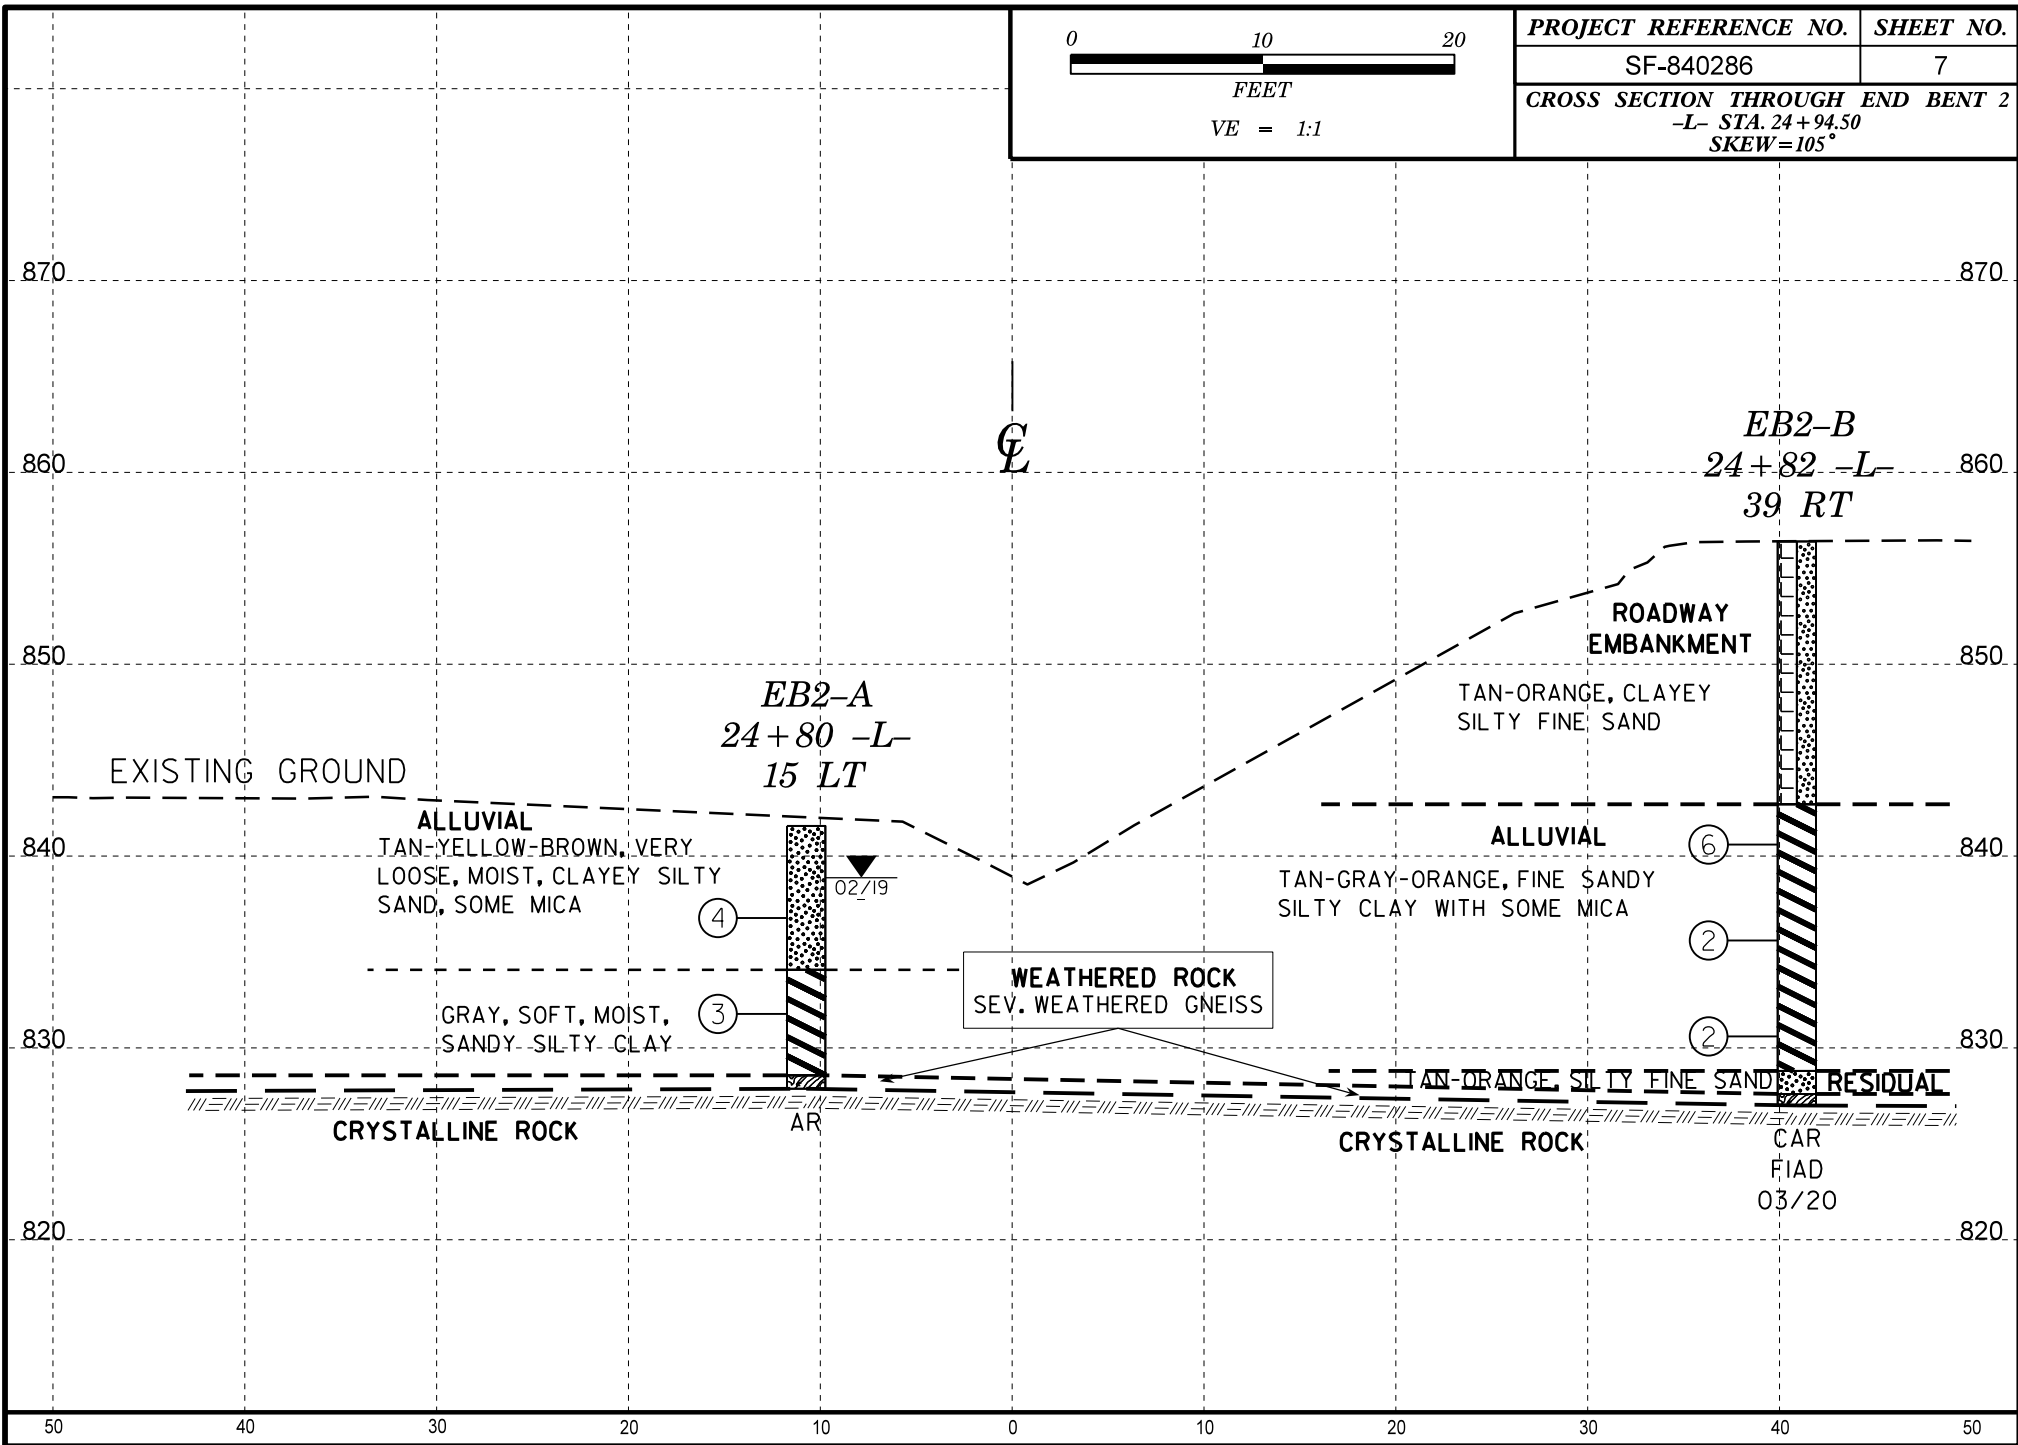 0 10 20
FEET
VE = 1:1
PROJECT REFERENCE NO. SHEET NO.
SF-840286 7
CROSS SECTION THROUGH END BENT 2
-L- STA. 24+94.50
SKEW=105°
870 870
℄
EB2-B
24+82 -L-
39 RT
860 860
ROADWAY
EMBANKMENT
850 850
TAN-ORANGE, CLAYEY
SILTY FINE SAND
EB2-A
24+80 -L-
15 LT
EXISTING GROUND
ALLUVIAL
TAN-YELLOW-BROWN, VERY
LOOSE, MOIST, CLAYEY SILTY
SAND, SOME MICA
4
02/19
ALLUVIAL
6
840 840
TAN-GRAY-ORANGE, FINE SANDY
SILTY CLAY WITH SOME MICA
2
WEATHERED ROCK
SEV. WEATHERED GNEISS
GRAY, SOFT, MOIST,
SANDY SILTY CLAY
3
2
830 830
TAN-ORANGE, SILTY FINE SAND RESIDUAL
CRYSTALLINE ROCK
AR
CRYSTALLINE ROCK
CAR
FIAD
03/20
820 820
50 40 30 20 10 0 10 20 30 40 50